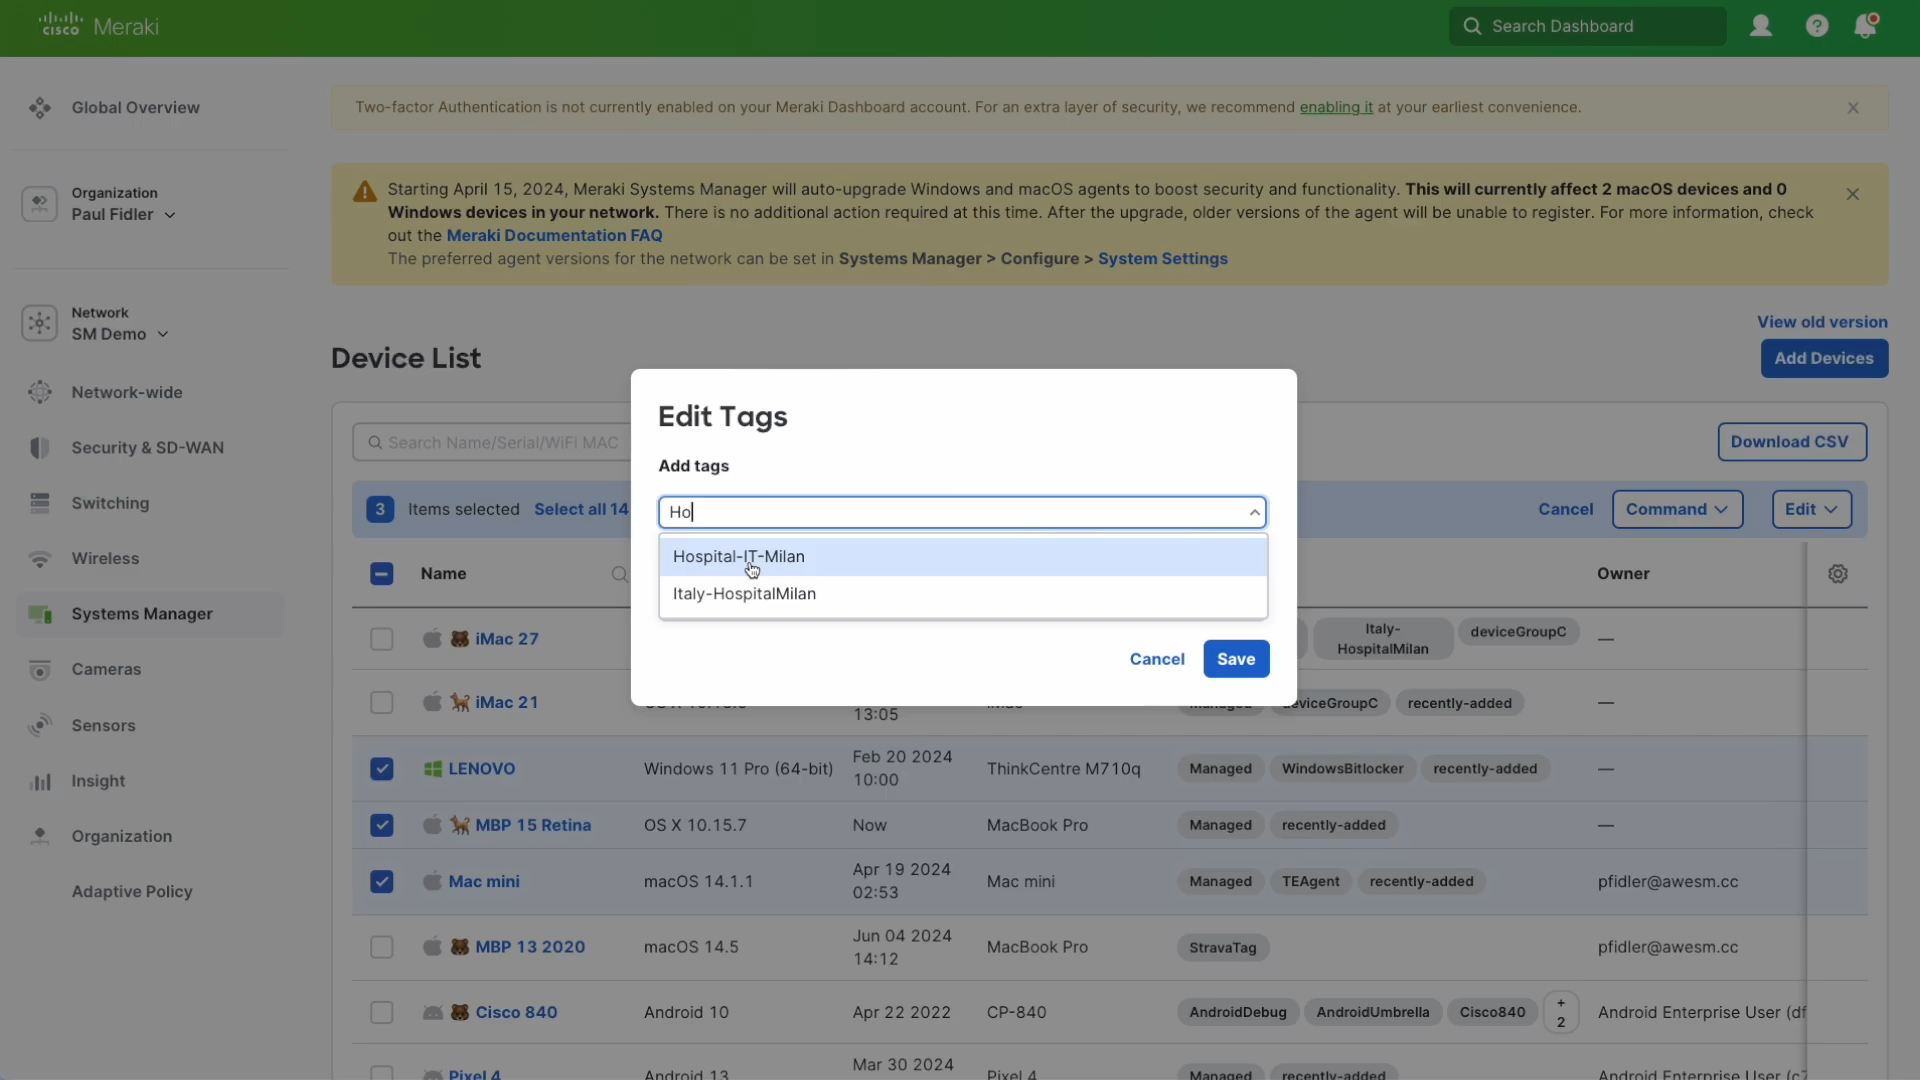 cisco Meraki
Search Dashboard
Global Overview
Two-factor Authentication is not currently enabled on your Meraki Dashboard account. For an extra layer of security, we recommend enabling it at your earliest convenience.
Organization
Paul Fidler
Starting April 15, 2024, Meraki Systems Manager will auto-upgrade Windows and macOS agents to boost security and functionality. This will currently affect 2 macOS devices and 0
Windows devices in your network. There is no additional action required at this time. After the upgrade, older versions of the agent will be unable to register. For more information, check
out the Meraki Documentation FAQ
The preferred agent versions for the network can be set in Systems Manager > Configure > System Settings
Network
SM Demo
View old version
Device List
Add Devices
Network-wide
Security & SD-WAN
Switching
Wireless
Systems Manager
Cameras
Sensors
Insight
Organization
Adaptive Policy
Search Name/Serial/WiFi MAC
Download CSV
3 Items selected Select all 14
Cancel Command Edit
Edit Tags
Add tags
Ho
Hospital-IT-Milan
Italy-HospitalMilan
Cancel Save
Name
Owner
iMac 27
Italy-
HospitalMilan
deviceGroupC
—
iMac 21
13:05
recently-added
—
LENOVO Windows 11 Pro (64-bit)
Feb 20 2024
10:00
ThinkCentre M710q Managed WindowsBitlocker recently-added —
MBP 15 Retina OS X 10.15.7 Now MacBook Pro Managed recently-added —
Mac mini macOS 14.1.1
Apr 19 2024
02:53
Mac mini Managed TEAgent recently-added pfidler@awesm.cc
MBP 13 2020 macOS 14.5
Jun 04 2024
14:12
MacBook Pro StravaTag pfidler@awesm.cc
Cisco 840 Android 10 Apr 22 2022 CP-840 AndroidDebug AndroidUmbrella Cisco840
+
2
Android Enterprise User (df
Mar 30 2024
Pixel 4 Android 13 Pixel 4 Managed recently-added Android Enterprise User (c7